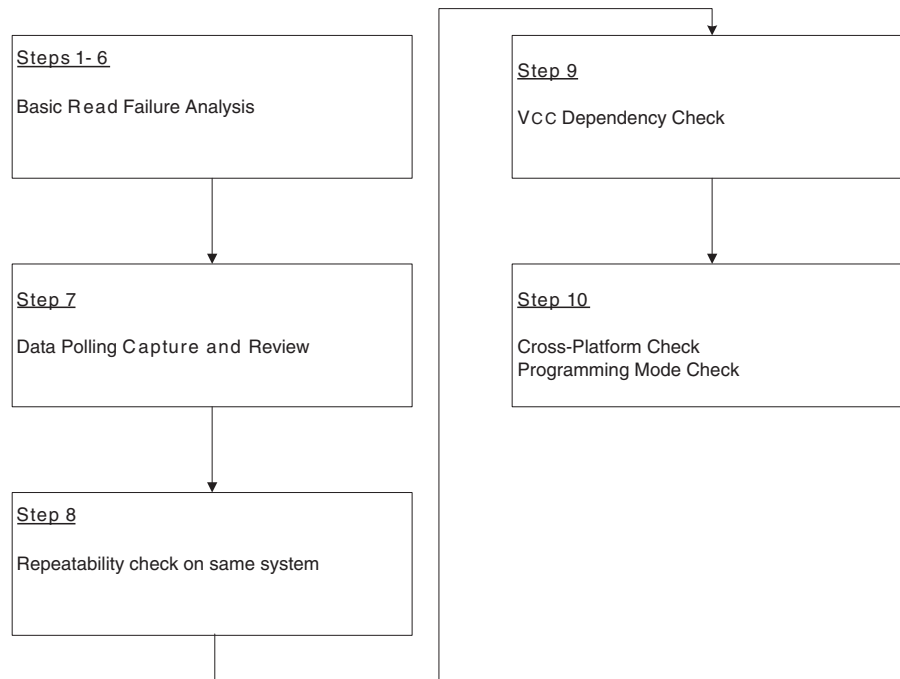 Steps 1- 6
Basic Read Failure Analysis
Step 7
Data Polling Capture and Review
Step 8
Repeatability check on same system
Step 9
VCC Dependency Check
Step 10
Cross-Platform Check
Programming Mode Check